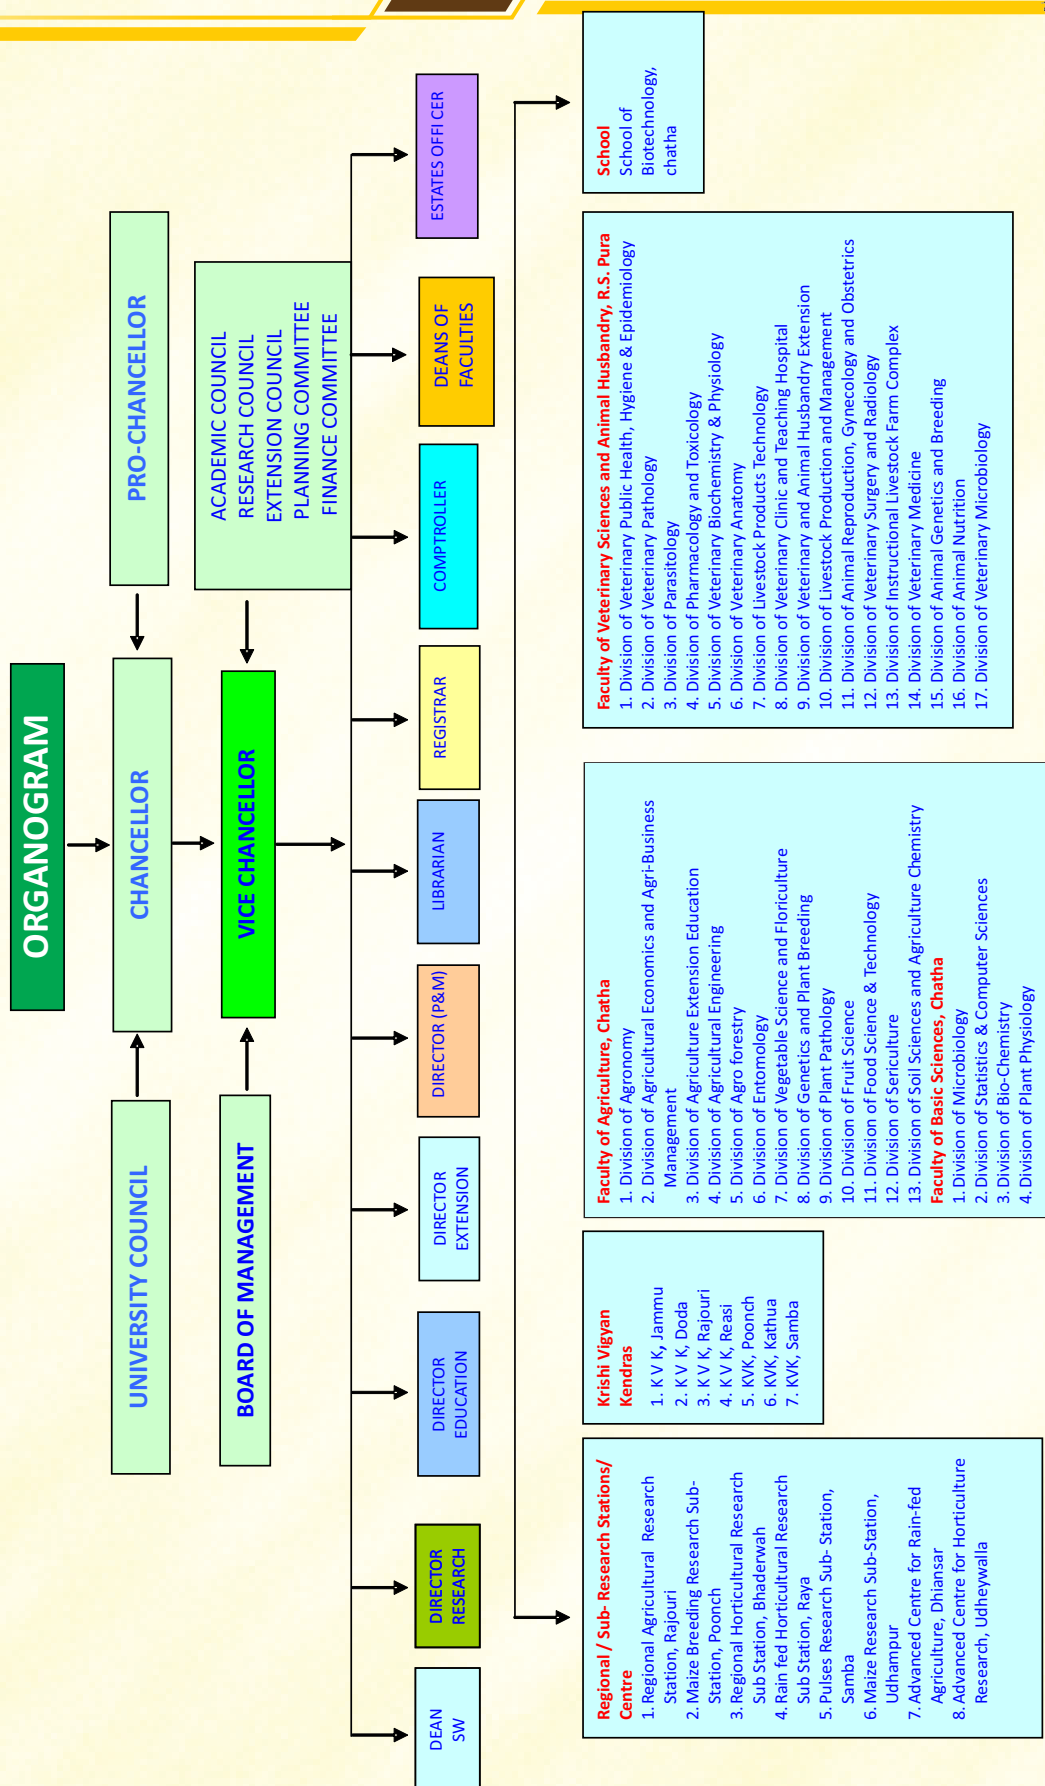 ORGANOGRAM
UNIVERSITY COUNCIL
CHANCELLOR
PRO-CHANCELLOR
BOARD OF MANAGEMENT
VICE CHANCELLOR
ACADEMIC COUNCIL
RESEARCH COUNCIL
EXTENSION COUNCIL
PLANNING COMMITTEE
FINANCE COMMITTEE
DEAN
SW
DIRECTOR
RESEARCH
DIRECTOR
EDUCATION
DIRECTOR
EXTENSION
DIRECTOR (P&M)
LIBRARIAN
REGISTRAR
COMPTROLLER
DEANS OF
FACULTIES
ESTATES OFFICER
Regional / Sub- Research Stations/
Centre
1. Regional Agricultural Research
Station, Rajouri
2. Maize Breeding Research Sub-
Station, Poonch
3. Regional Horticultural Research
Sub Station, Bhaderwah
4. Rain fed Horticultural Research
Sub Station, Raya
5. Pulses Research Sub- Station,
Samba
6. Maize Research Sub-Station,
Udhampur
7. Advanced Centre for Rain-fed
Agriculture, Dhiansar
8. Advanced Centre for Horticulture
Research, Udheywalla
Krishi Vigyan
Kendras
1. K V K, Jammu
2. K V K, Doda
3. K V K, Rajouri
4. K V K, Reasi
5. KVK, Poonch
6. KVK, Kathua
7. KVK, Samba
Faculty of Agriculture, Chatha
1. Division of Agronomy
2. Division of Agricultural Economics and Agri-Business
Management
3. Division of Agriculture Extension Education
4. Division of Agricultural Engineering
5. Division of Agro forestry
6. Division of Entomology
7. Division of Vegetable Science and Floriculture
8. Division of Genetics and Plant Breeding
9. Division of Plant Pathology
10. Division of Fruit Science
11. Division of Food Science & Technology
12. Division of Sericulture
13. Division of Soil Sciences and Agriculture Chemistry
Faculty of Basic Sciences, Chatha
1. Division of Microbiology
2. Division of Statistics & Computer Sciences
3. Division of Bio-Chemistry
4. Division of Plant Physiology
Faculty of Veterinary Sciences and Animal Husbandry, R.S. Pura
1. Division of Veterinary Public Health, Hygiene & Epidemiology
2. Division of Veterinary Pathology
3. Division of Parasitology
4. Division of Pharmacology and Toxicology
5. Division of Veterinary Biochemistry & Physiology
6. Division of Veterinary Anatomy
7. Division of Livestock Products Technology
8. Division of Veterinary Clinic and Teaching Hospital
9. Division of Veterinary and Animal Husbandry Extension
10. Division of Livestock Production and Management
11. Division of Animal Reproduction, Gynecology and Obstetrics
12. Division of Veterinary Surgery and Radiology
13. Division of Instructional Livestock Farm Complex
14. Division of Veterinary Medicine
15. Division of Animal Genetics and Breeding
16. Division of Animal Nutrition
17. Division of Veterinary Microbiology
School
School of
Biotechnology,
chatha